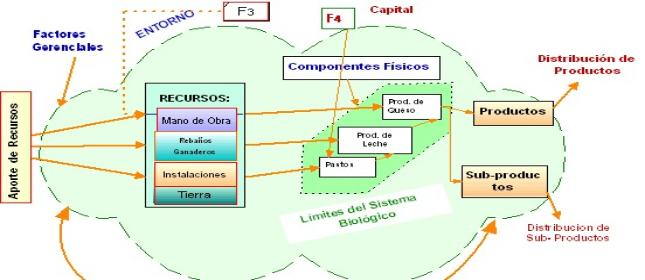 F3
Capital
F4
ENTORNO
Factores
Gerenciales
Componentes Físicos
Distribución de
Productos
Aporte de Recursos
RECURSOS:
Mano de Obra
Rebaños
Ganaderos
Instalaciones
Tierra
Prod. de
Queso
Prod. de
Leche
Pastos
Productos
Sub-produc
tos
Límites del Sistema
Biológico
Distribucion de
Sub- Productos